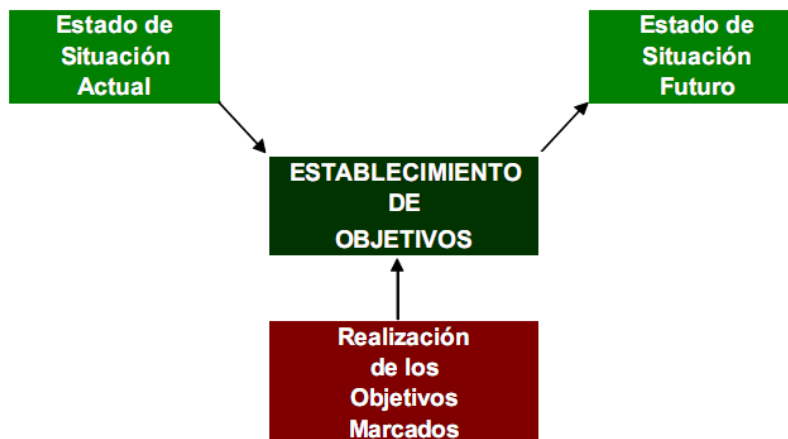 Estado de
Situación
Actual
Estado de
Situación
Futuro
ESTABLECIMIENTO
DE
OBJETIVOS
Realización
de los
Objetivos
Marcados